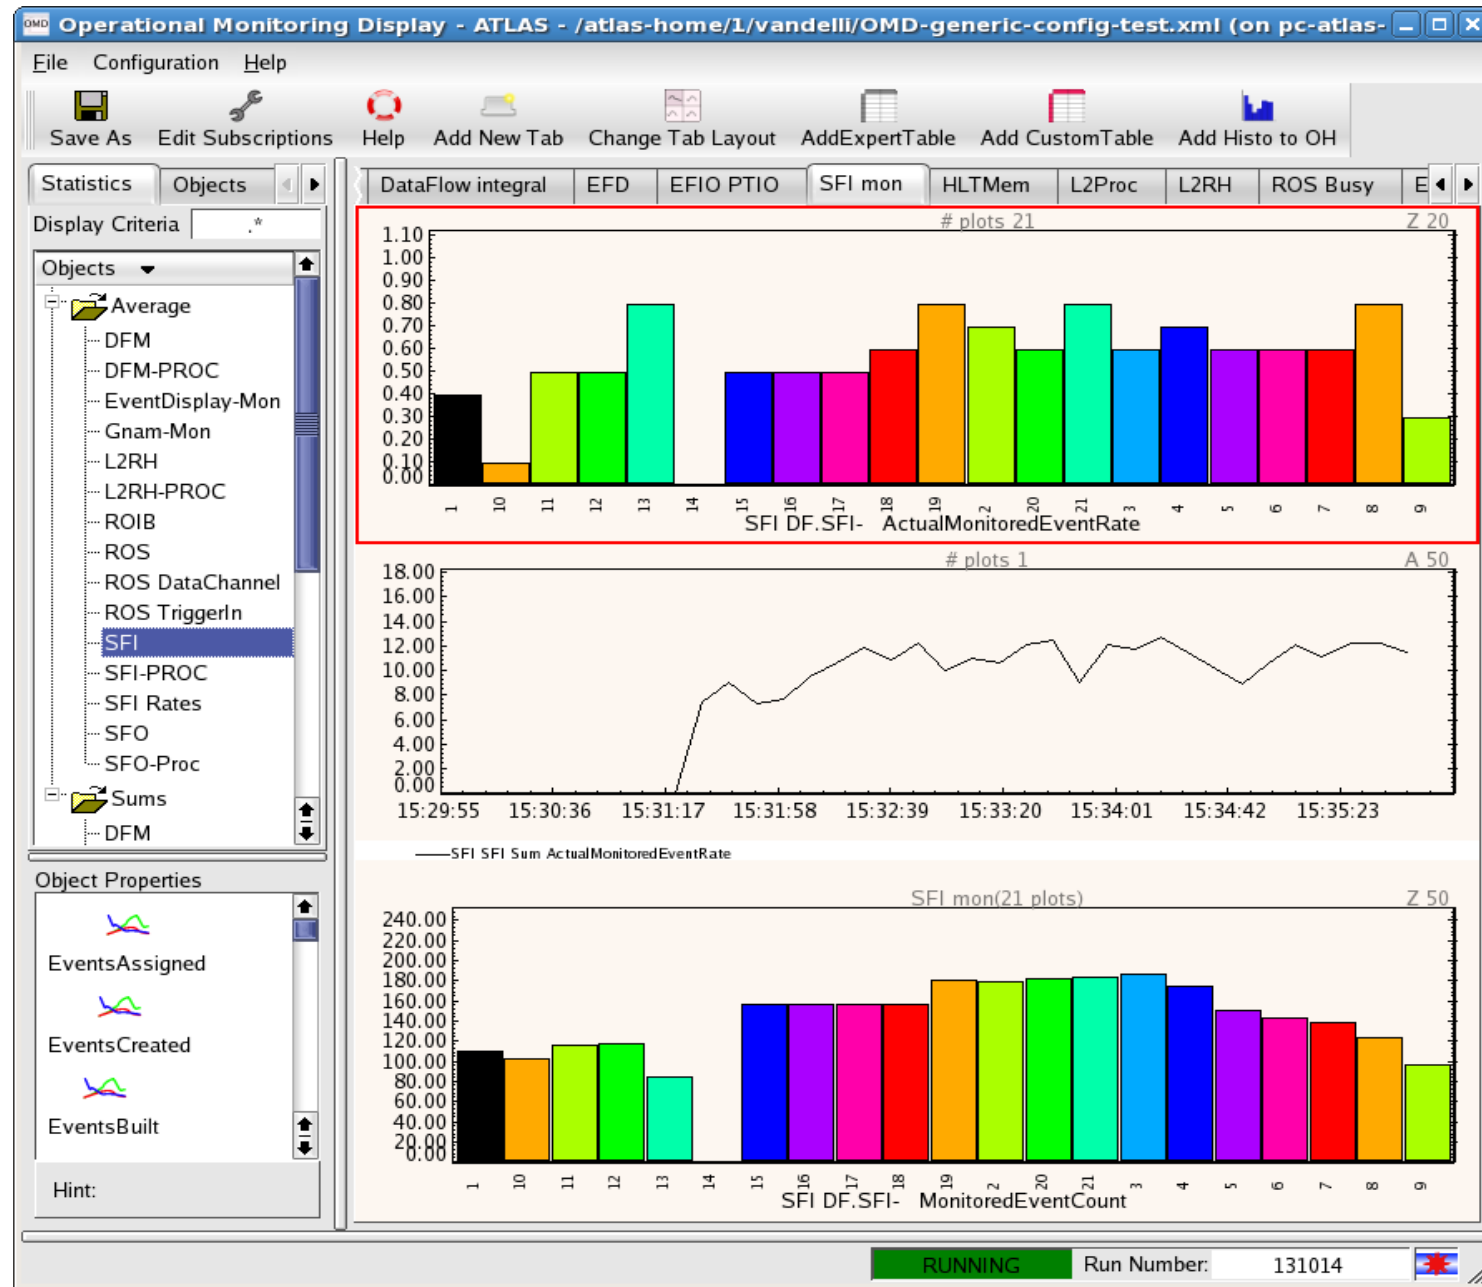 OMD Operational Monitoring Display - ATLAS - /atlas-home/1/vandelli/OMD-generic-config-test.xml (on pc-atlas-
File Configuration Help
Save As Edit Subscriptions Help Add New Tab Change Tab Layout AddExpertTable Add CustomTable Add Histo to OH
Statistics Objects
DataFlow integral EFD EFIO PTIO SFI mon HLTMem L2Proc L2RH ROS Busy E
Display Criteria .*
Objects
Average
DFM
DFM-PROC
EventDisplay-Mon
Gnam-Mon
L2RH
L2RH-PROC
ROIB
ROS
ROS DataChannel
ROS TriggerIn
SFI
SFI-PROC
SFI Rates
SFO
SFO-Proc
Sums
DFM
Object Properties
EventsAssigned
EventsCreated
EventsBuilt
Hint:
# plots 21 Z 20
1.10
1.00
0.90
0.80
0.70
0.60
0.50
0.40
0.30
0.20
0.10
0.00
1 10 11 12 13 14 15 16 17 18 19 2 20 21 3 4 5 6 7 8 9
SFI DF.SFI- ActualMonitoredEventRate
# plots 1 A 50
18.00
16.00
14.00
12.00
10.00
8.00
6.00
4.00
2.00
0.00
15:29:55 15:30:36 15:31:17 15:31:58 15:32:39 15:33:20 15:34:01 15:34:42 15:35:23
SFI SFI Sum ActualMonitoredEventRate
SFI mon(21 plots) Z 50
240.00
220.00
200.00
180.00
160.00
140.00
120.00
100.00
80.00
60.00
40.00
20.00
0.00
1 10 11 12 13 14 15 16 17 18 19 2 20 21 3 4 5 6 7 8 9
SFI DF.SFI- MonitoredEventCount
RUNNING Run Number: 131014